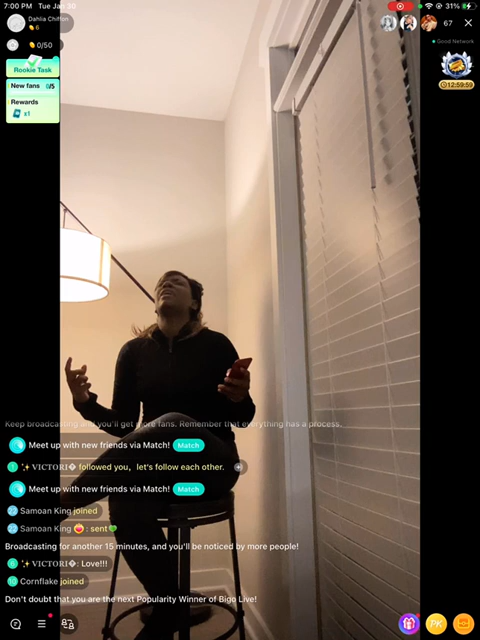 7:00 PM Tue Jan 30
31%
Dahlia Chiffon
6
67
0/50
Good Network
Rookie Task
New fans 0/5
Rewards
x1
12:59:59
Keep broadcasting and you'll get more fans. Remember that everything has a process.
Meet up with new friends via Match! Match
1 ✨ VICTORI� followed you, let's follow each other.
Meet up with new friends via Match! Match
Samoan King joined
Samoan King : sent💚
Broadcasting for another 15 minutes, and you'll be noticed by more people!
✨ VICTORI�: Love!!!
Cornflake joined
Don't doubt that you are the next Popularity Winner of Bigo Live!
PK